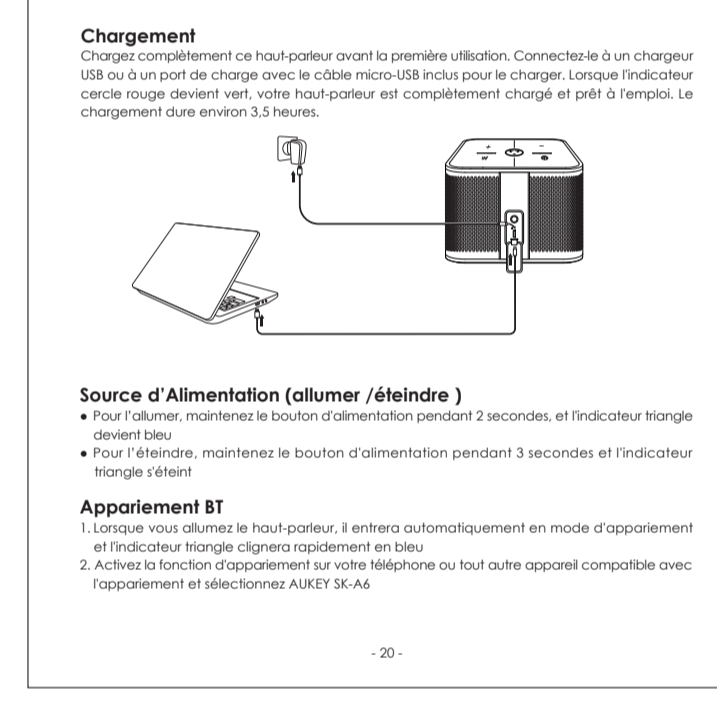 Chargement
Chargez complètement ce haut-parleur avant la première utilisation. Connectez-le à un chargeur
USB ou à un port de charge avec le câble micro-USB inclus pour le charger. Lorsque l'indicateur
cercle rouge devient vert, votre haut-parleur est complètement chargé et prêt à l'emploi. Le
chargement dure environ 3,5 heures.
Source d'Alimentation (allumer /éteindre )
● Pour l'allumer, maintenez le bouton d'alimentation pendant 2 secondes, et l'indicateur triangle
devient bleu
● Pour l'éteindre, maintenez le bouton d'alimentation pendant 3 secondes et l'indicateur
triangle s'éteint
Appariement BT
1. Lorsque vous allumez le haut-parleur, il entrera automatiquement en mode d'appariement
et l'indicateur triangle clignera rapidement en bleu
2. Activez la fonction d'appariement sur votre téléphone ou tout autre appareil compatible avec
l'appariement et sélectionnez AUKEY SK-A6
- 20 -